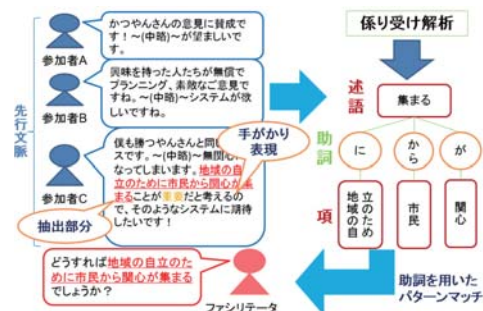 かつやんさんの意見に賛成で
す！～(中略)～が望ましいで
す。
参加者A
興味を持った人たちが無償で
プランニング、素敵なご意見で
すね。～(中略)～システムが欲
しいですね。
参加者B
先行文脈
僕も勝つやんさんと同じ
スです。～(中略)～無関心
なってしまいます。地域の自
立のために市民から関心が集
まることが重要だと考えるの
で、そのようなシステムに期待
したいです！
参加者C
手がかり
表現
抽出部分
どうすれば地域の自立のた
めに市民から関心が集まる
でしょうか？
ファシリテータ
係り受け解析
述語
集まる
助詞
に
から
が
項
地域の自
立のため
市民
関心
助詞を用いた
パターンマッチ